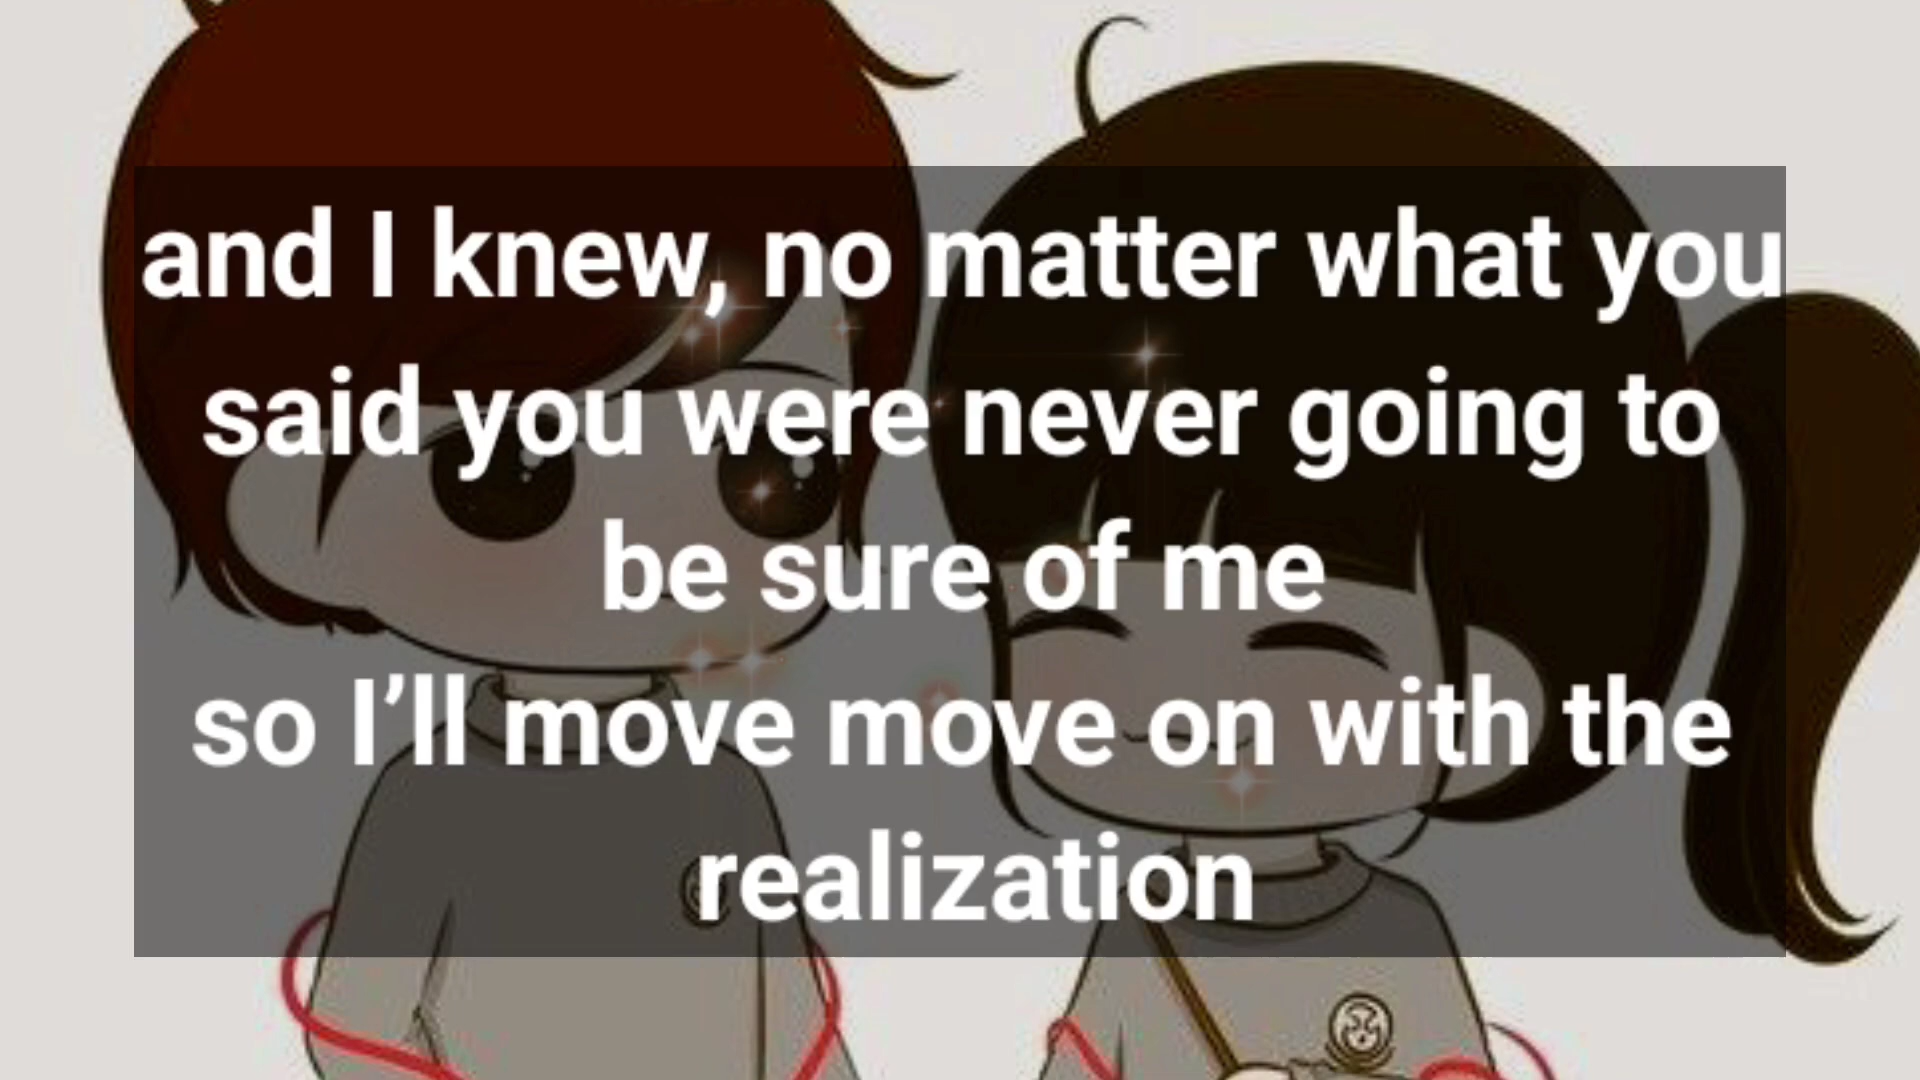 and I knew, no matter what you
said you were never going to
be sure of me
so I’ll move move on with the
realization